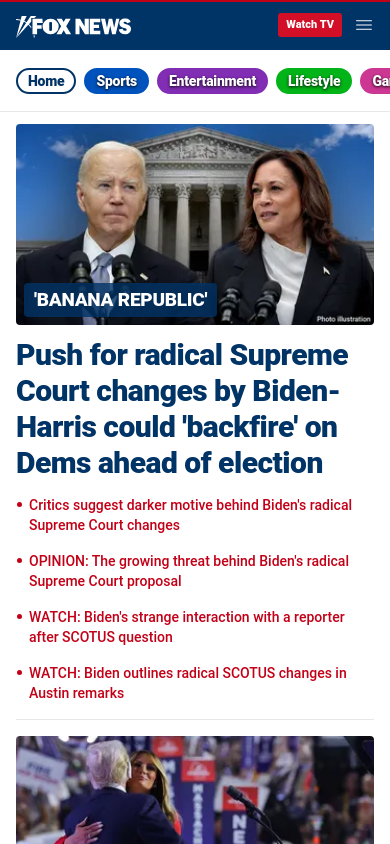 FOX NEWS
Watch TV
Home
Sports
Entertainment
Lifestyle
'BANANA REPUBLIC'
Photo illustration
Push for radical Supreme
Court changes by Biden-
Harris could 'backfire' on
Dems ahead of election
• Critics suggest darker motive behind Biden's radical
Supreme Court changes
• OPINION: The growing threat behind Biden's radical
Supreme Court proposal
• WATCH: Biden's strange interaction with a reporter
after SCOTUS question
• WATCH: Biden outlines radical SCOTUS changes in
Austin remarks